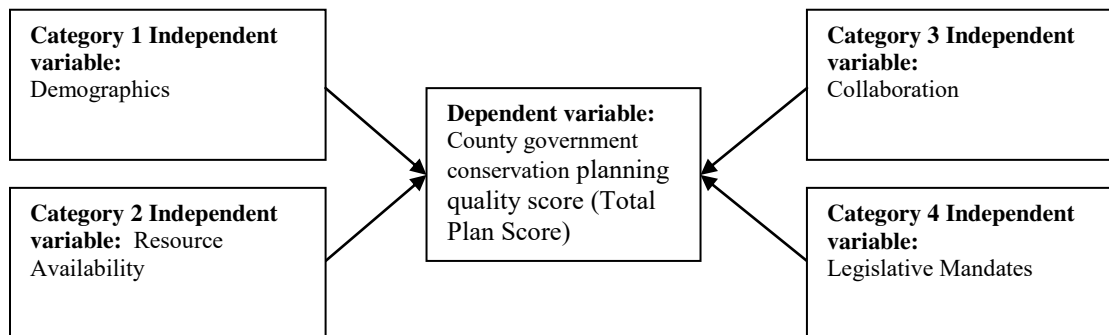 Category 1 Independent
variable:
Demographics
Category 2 Independent
variable: Resource
Availability
Dependent variable:
County government
conservation planning
quality score (Total
Plan Score)
Category 3 Independent
variable:
Collaboration
Category 4 Independent
variable:
Legislative Mandates